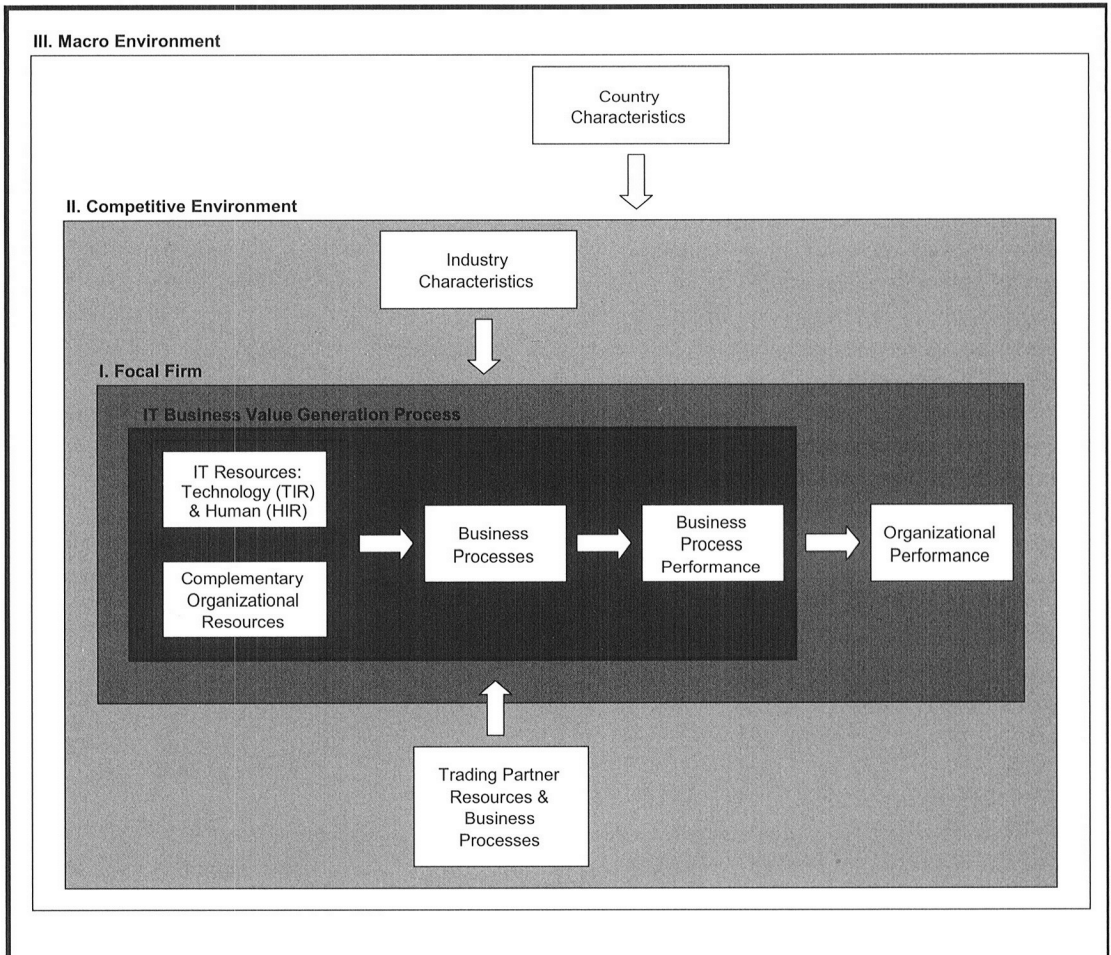 III. Macro Environment
Country
Characteristics
II. Competitive Environment
Industry
Characteristics
I. Focal Firm
IT Business Value Generation Process
IT Resources:
Technology (TIR)
& Human (HIR)
Complementary
Organizational
Resources
Business
Processes
Business
Process
Performance
Organizational
Performance
Trading Partner
Resources &
Business
Processes